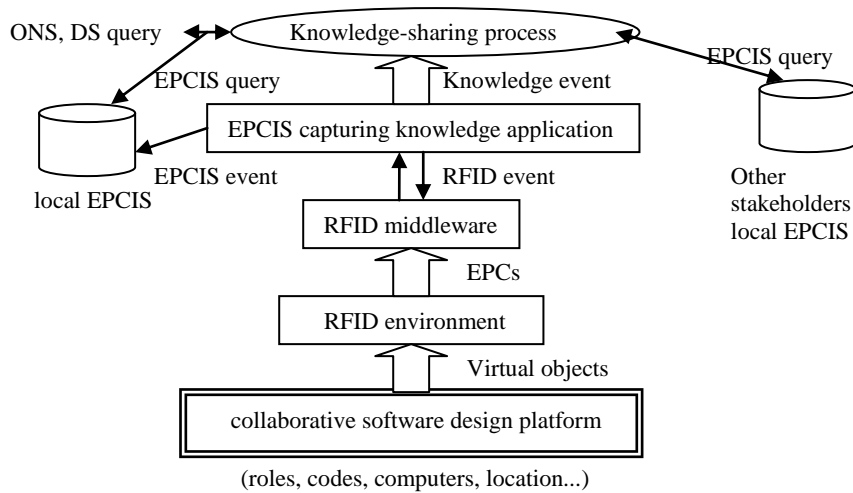 ONS, DS query
Knowledge-sharing process
EPCIS query
EPCIS query
Knowledge event
EPCIS capturing knowledge application
EPCIS event
RFID event
local EPCIS
Other
stakeholders
local EPCIS
RFID middleware
EPCs
RFID environment
Virtual objects
collaborative software design platform
(roles, codes, computers, location...)